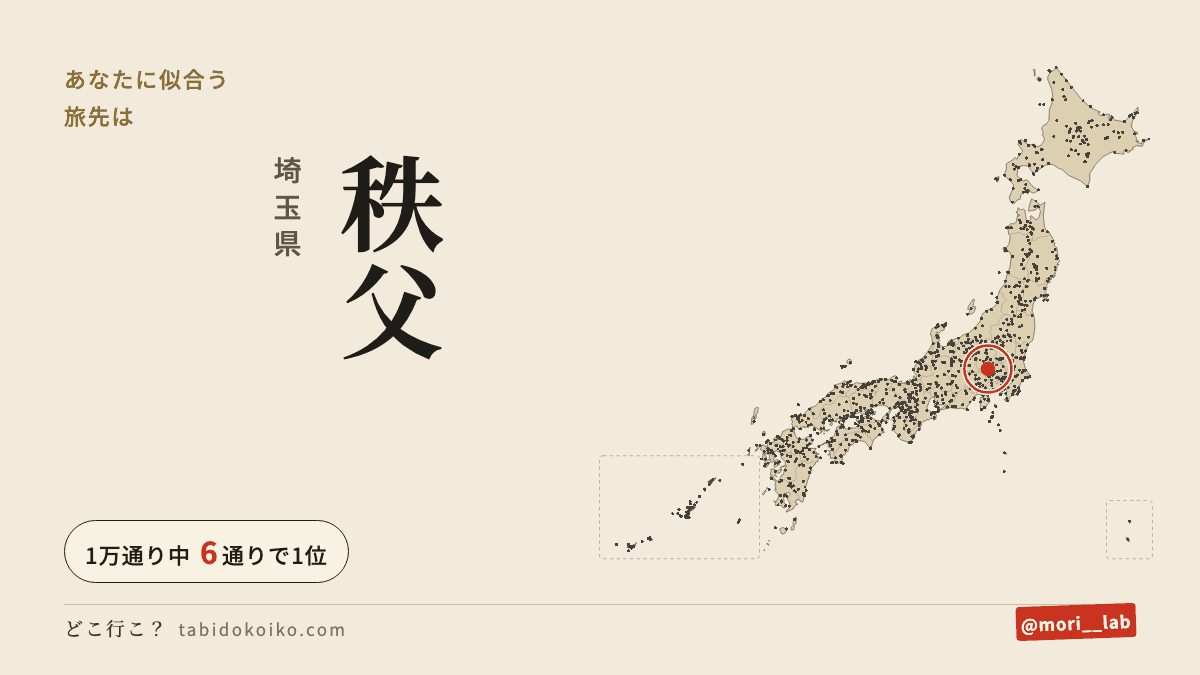 あなたに似合う
旅先は
秩父
埼玉県
1万通り中 6通りで1位
どこ行こ？ tabidokoiko.com
@mori__lab